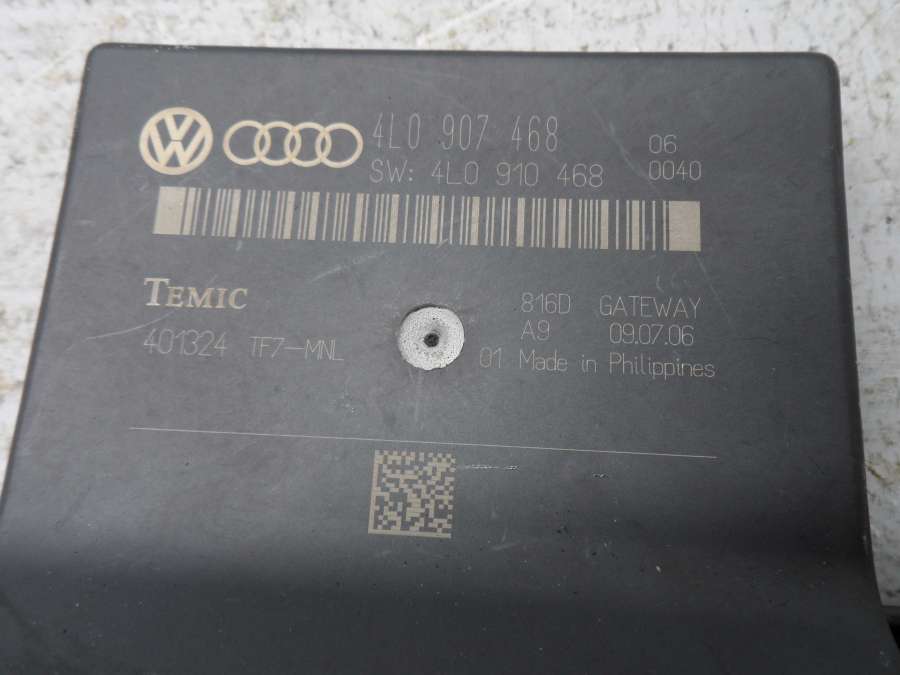 4L0 907 468 06
SW: 4L0 910 468 0040
TEMIC 816D GATEWAY
401324 TF7-MNL A9 09.07.06
01 Made in Philippines